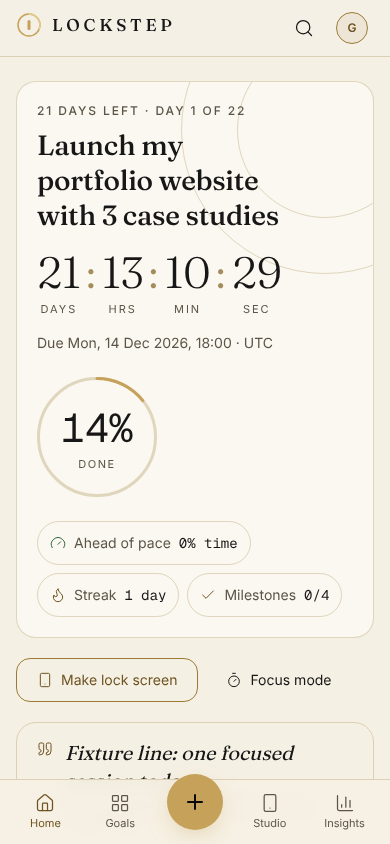 LOCKSTEP
G
21 DAYS LEFT · DAY 1 OF 22
Launch my
portfolio website
with 3 case studies
21 : 13 : 10 : 29
DAYS HRS MIN SEC
Due Mon, 14 Dec 2026, 18:00 · UTC
14%
DONE
Ahead of pace 0% time
Streak 1 day
Milestones 0/4
Make lock screen
Focus mode
Fixture line: one focused
session today
Home
Goals
Studio
Insights